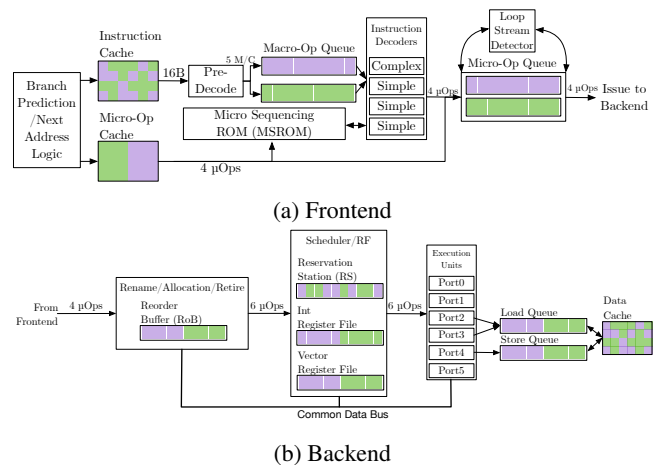 Instruction
Cache
Branch
Prediction
/Next
Address
Logic
Micro-Op
Cache
16B
Pre-
Decode
5 M/C
Macro-Op Queue
Micro Sequencing
ROM (MSROM)
4 µOps
Instruction
Decoders
Complex
Simple
Simple
Simple
4 µOps
Loop
Stream
Detector
Micro-Op Queue
4 µOps
Issue to
Backend
(a) Frontend
From
Frontend
4 µOps
Rename/Allocation/Retire
Reorder
Buffer (RoB)
6 µOps
Scheduler/RF
Reservation
Station (RS)
Int
Register File
Vector
Register File
6 µOps
Execution
Units
Port0
Port1
Port2
Port3
Port4
Port5
Load Queue
Store Queue
Data
Cache
Common Data Bus
(b) Backend